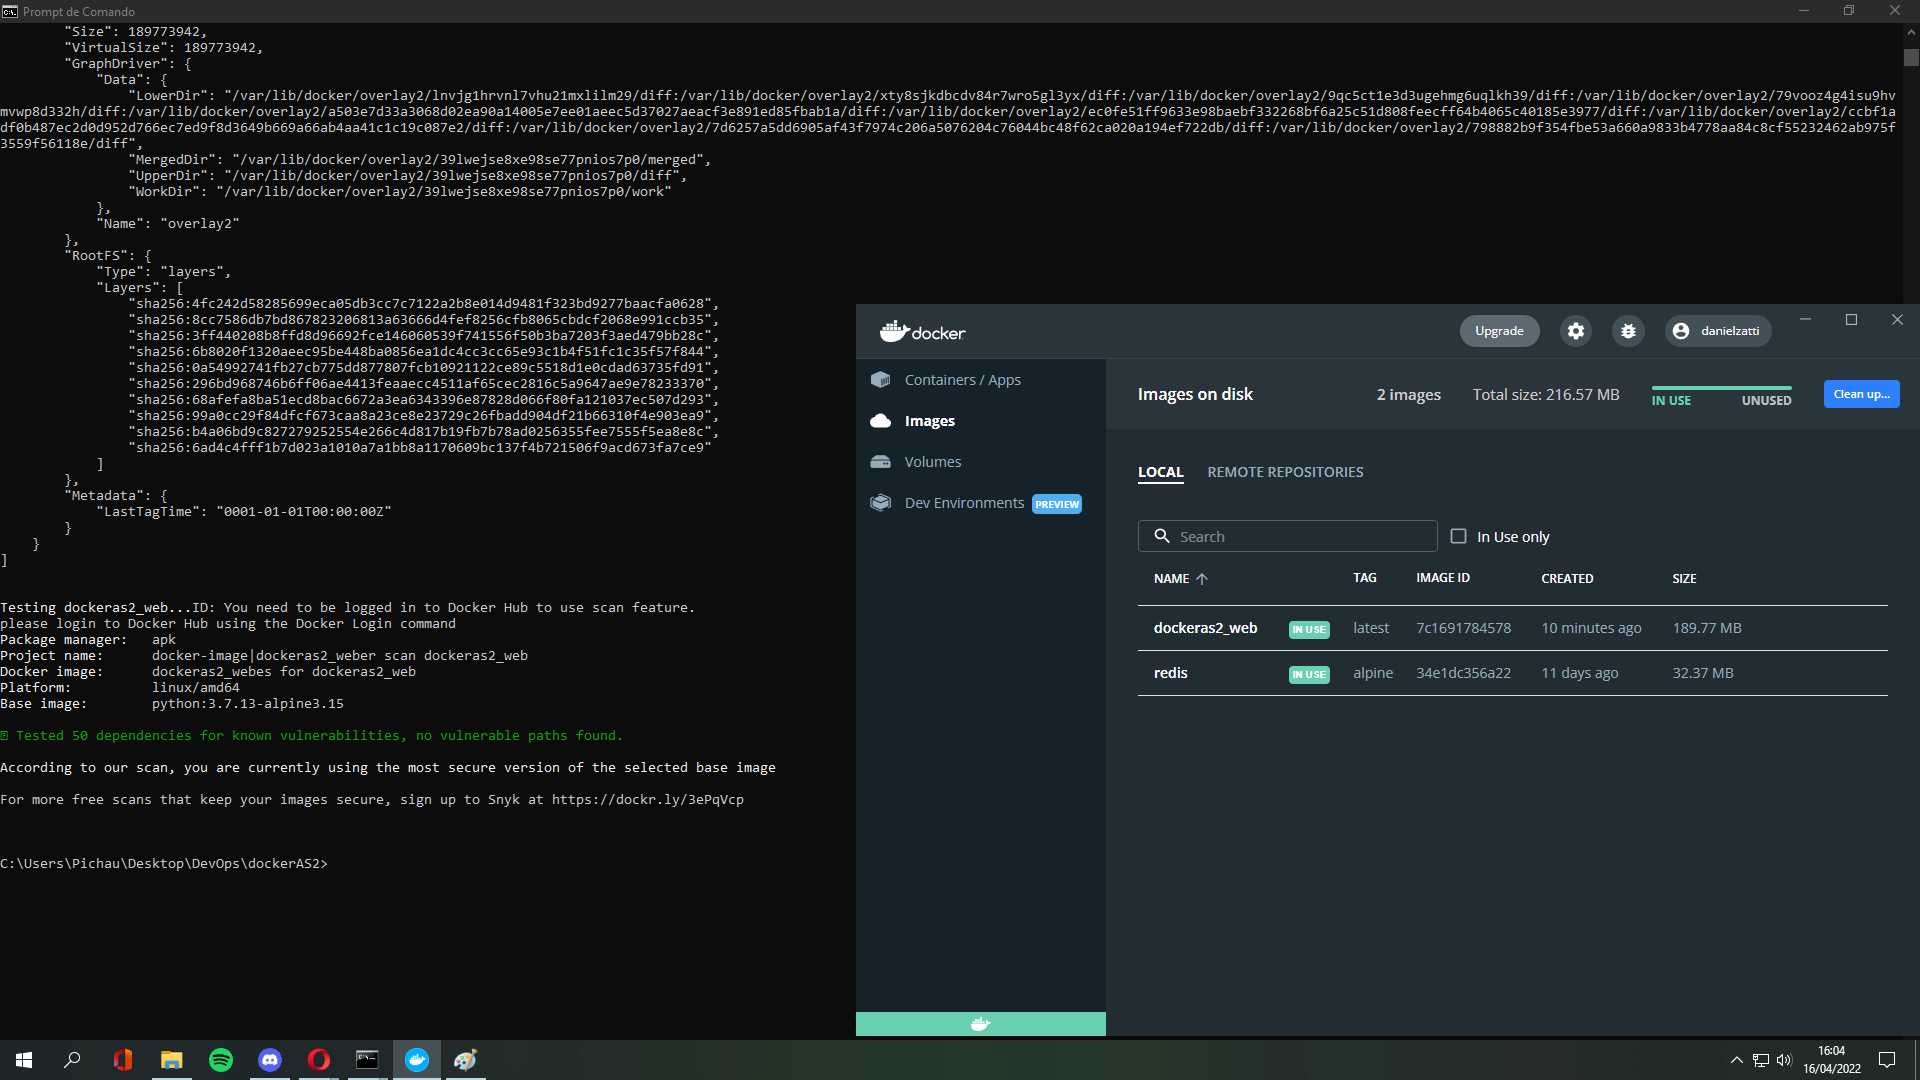 Prompt de Comando
"Size": 189773942,
"VirtualSize": 189773942,
"GraphDriver": {
"Data": {
"LowerDir": "/var/lib/docker/overlay2/lnvjg1hrvnl7vhu21mxlilm29/diff:/var/lib/docker/overlay2/xty8sjkdbcdv84r7wro5gl3yx/diff:/var/lib/docker/overlay2/9qc5ct1e3d3ugehmg6uqlkh39/diff:/var/lib/docker/overlay2/79vooz4g4isu9hv
mvwp8d332h/diff:/var/lib/docker/overlay2/a503e7d33a3068d02ea90a14005e7ee01aeec5d37027aeacf3e891ed85fbab1a/diff:/var/lib/docker/overlay2/ec0fe51ff9633e98baebf332268bf6a25c51d808feecff64b4065c40185e3977/diff:/var/lib/docker/overlay2/ccbf1a
df0b487ec2d0d952d766ec7ed9f8d3649b669a66ab4aa41c1c19c087e2/diff:/var/lib/docker/overlay2/7d6257a5dd6905af43f7974c206a5076204c76044bc48f62ca020a194ef722db/diff:/var/lib/docker/overlay2/798882b9f354fbe53a660a9833b4778aa84c8cf55232462ab975f
3559f56118e/diff",
"MergedDir": "/var/lib/docker/overlay2/39lwejse8xe98se77pnios7p0/merged",
"UpperDir": "/var/lib/docker/overlay2/39lwejse8xe98se77pnios7p0/diff",
"WorkDir": "/var/lib/docker/overlay2/39lwejse8xe98se77pnios7p0/work"
},
"Name": "overlay2"
},
"RootFS": {
"Type": "layers",
"Layers": [
"sha256:4fc242d58285699eca05db3cc7c7122a2b8e014d9481f323bd9277baacfa0628",
"sha256:8cc7586db7bd867823206813a63666d4fef8256cfb8065cbdcf2068e991ccb35",
"sha256:3ff440208b8ffd8d96692fce146060539f741556f50b3ba7203f3aed479bb28c",
"sha256:6b8020f1320aeec95be448ba0856ea1dc4cc3cc65e93c1b4f51fc1c35f57f844",
"sha256:0a54992741fb27cb775dd877807fcb10921122ce89c5518d1e0cdad63735fd91",
"sha256:296bd968746b6ff06ae4413feaaecc4511af65cec2816c5a9647ae9e78233370",
"sha256:68afefa8ba51ecd8bac6672a3ea6343396e87828d066f80fa121037ec507d293",
"sha256:99a0cc29f84dfcf673caa8a23ce8e23729c26fbadd904df21b66310f4e903ea9",
"sha256:b4a06bd9c827279252554e266c4d817b19fb7b78ad0256355fee7555f5ea8e8c",
"sha256:6ad4c4fff1b7d023a1010a7a1bb8a1170609bc137f4b721506f9acd673fa7ce9"
]
},
"Metadata": {
"LastTagTime": "0001-01-01T00:00:00Z"
}
}
]
Testing dockeras2_web...ID: You need to be logged in to Docker Hub to use scan feature.
please login to Docker Hub using the Docker Login command
Package manager: apk
Project name: docker-image|dockeras2_weber scan dockeras2_web
Docker image: dockeras2_webes for dockeras2_web
Platform: linux/amd64
Base image: python:3.7.13-alpine3.15
Tested 50 dependencies for known vulnerabilities, no vulnerable paths found.
According to our scan, you are currently using the most secure version of the selected base image
For more free scans that keep your images secure, sign up to Snyk at https://dockr.ly/3ePqVcp
C:\Users\Pichau\Desktop\DevOps\dockerAS2>
docker
Upgrade
danielzatti
Containers / Apps
Images
Volumes
Dev Environments PREVIEW
Images on disk
2 images
Total size: 216.57 MB
IN USE UNUSED
Clean up...
LOCAL REMOTE REPOSITORIES
Search
In Use only
NAME TAG IMAGE ID CREATED SIZE
dockeras2_web IN USE latest 7c1691784578 10 minutes ago 189.77 MB
redis IN USE alpine 34e1dc356a22 11 days ago 32.37 MB
16:04
16/04/2022